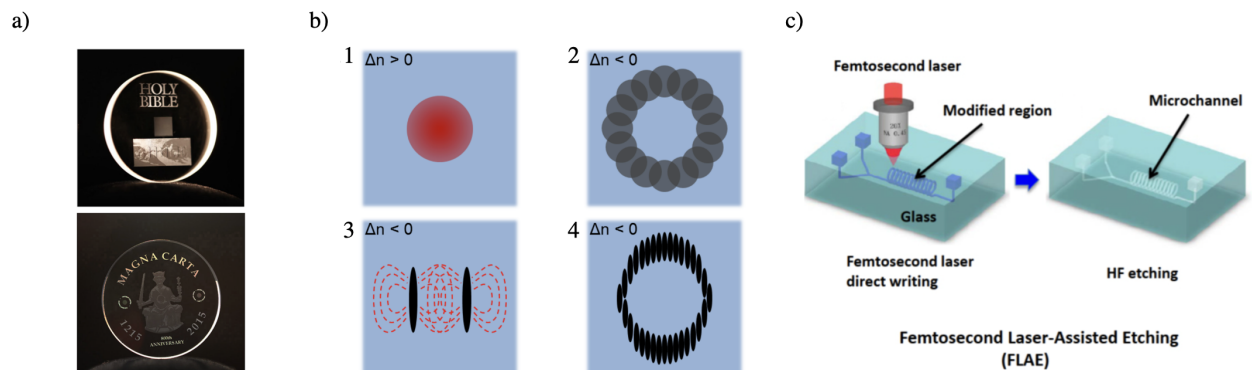 a)
HOLY
BIBLE
MAGNA CARTA
1215 2015
800th
ANNIVERSARY
b)
1
Δn > 0
2
Δn < 0
3
Δn < 0
4
Δn < 0
c)
Femtosecond laser
Modified region
Microchannel
Glass
Femtosecond laser
direct writing
HF etching
Femtosecond Laser-Assisted Etching
(FLAE)